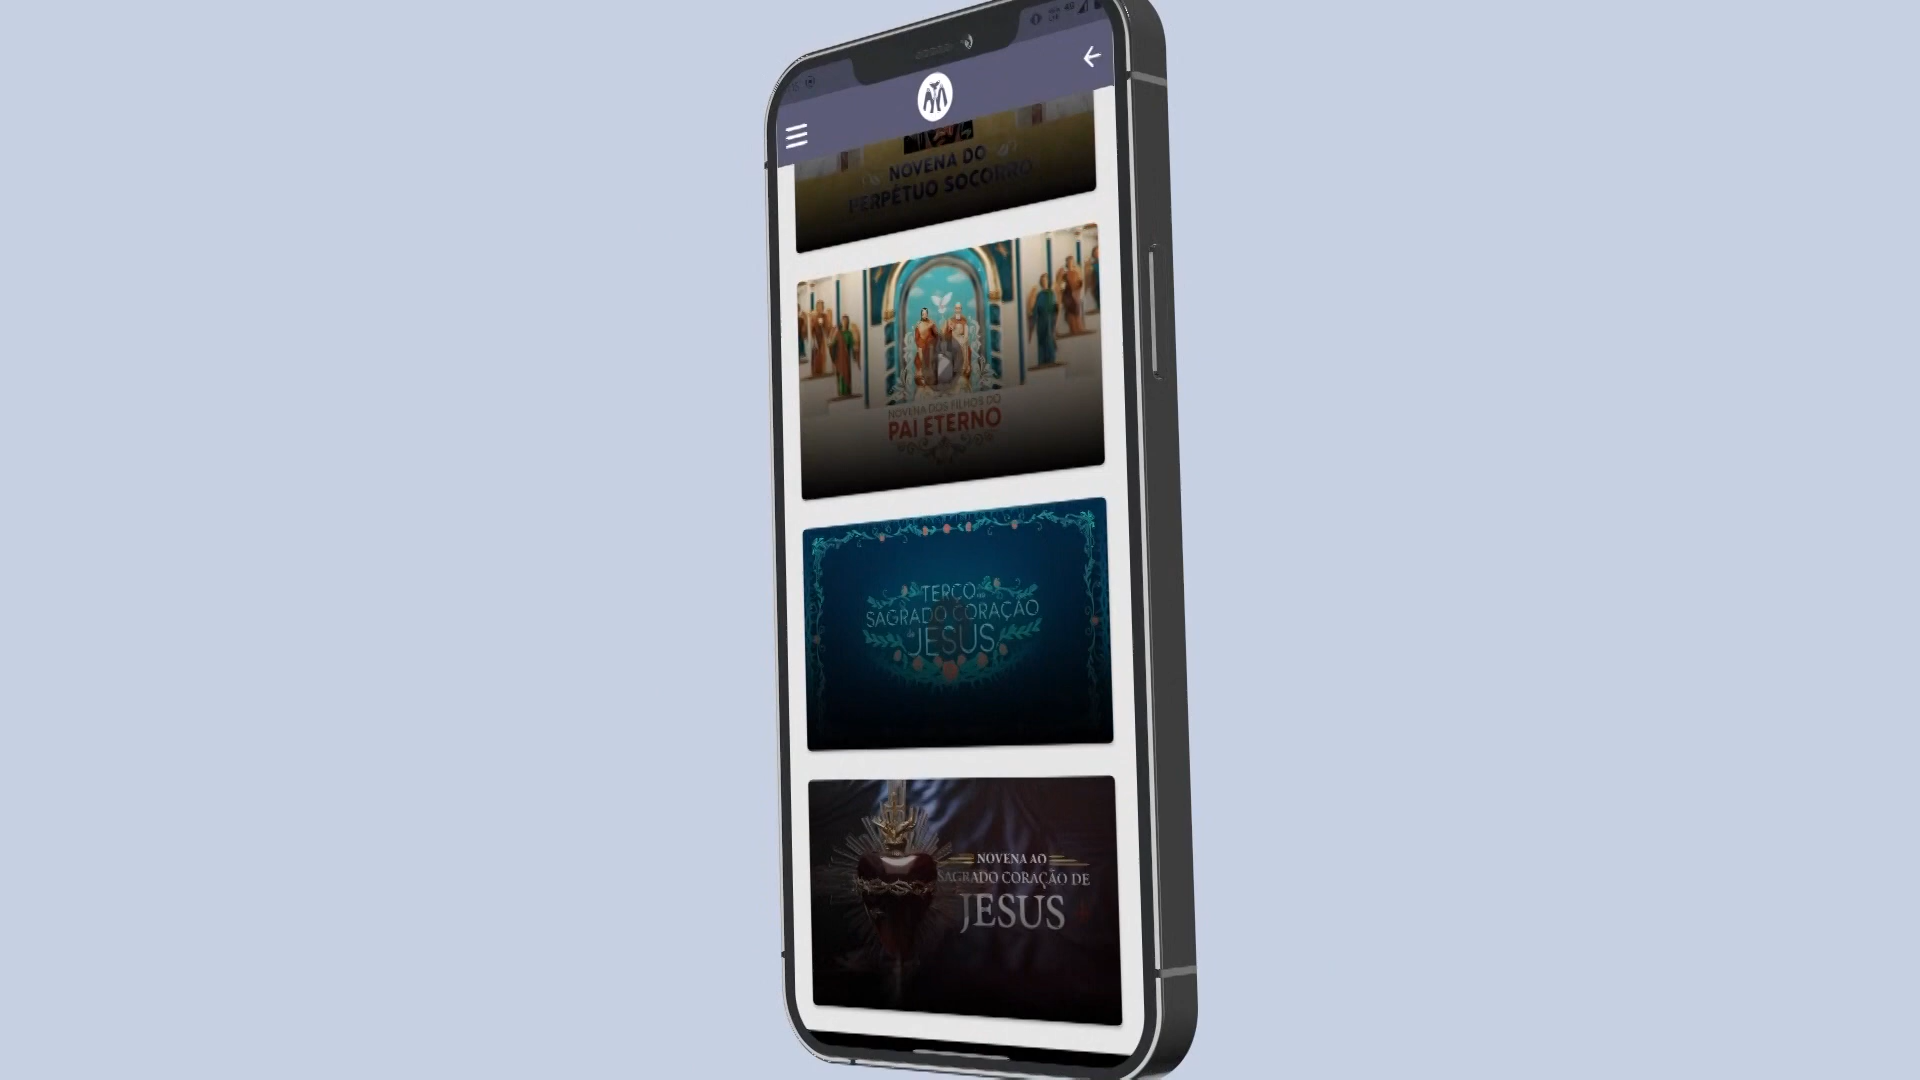 NOVENA DO
PERPÉTUO SOCORRO
NOVENA DOS FILHOS DO
PAI ETERNO
TERÇO
SAGRADO CORAÇÃO
de
JESUS
NOVENA AO
SAGRADO CORAÇÃO DE
JESUS